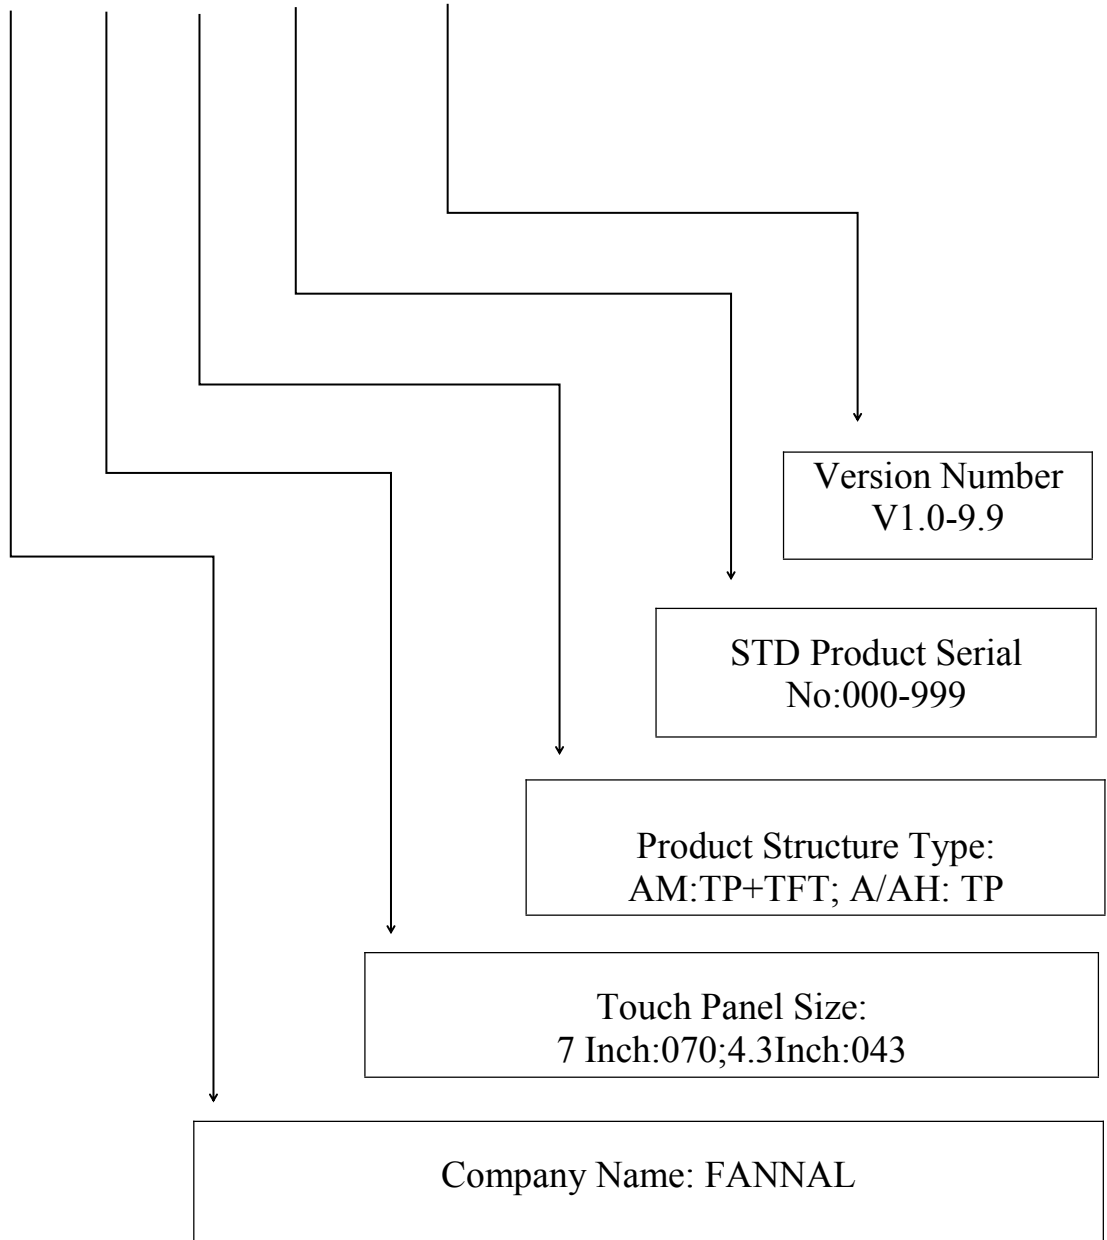 Version Number
V1.0-9.9
STD Product Serial
No:000-999
Product Structure Type:
AM:TP+TFT; A/AH: TP
Touch Panel Size:
7 Inch:070;4.3Inch:043
Company Name: FANNAL